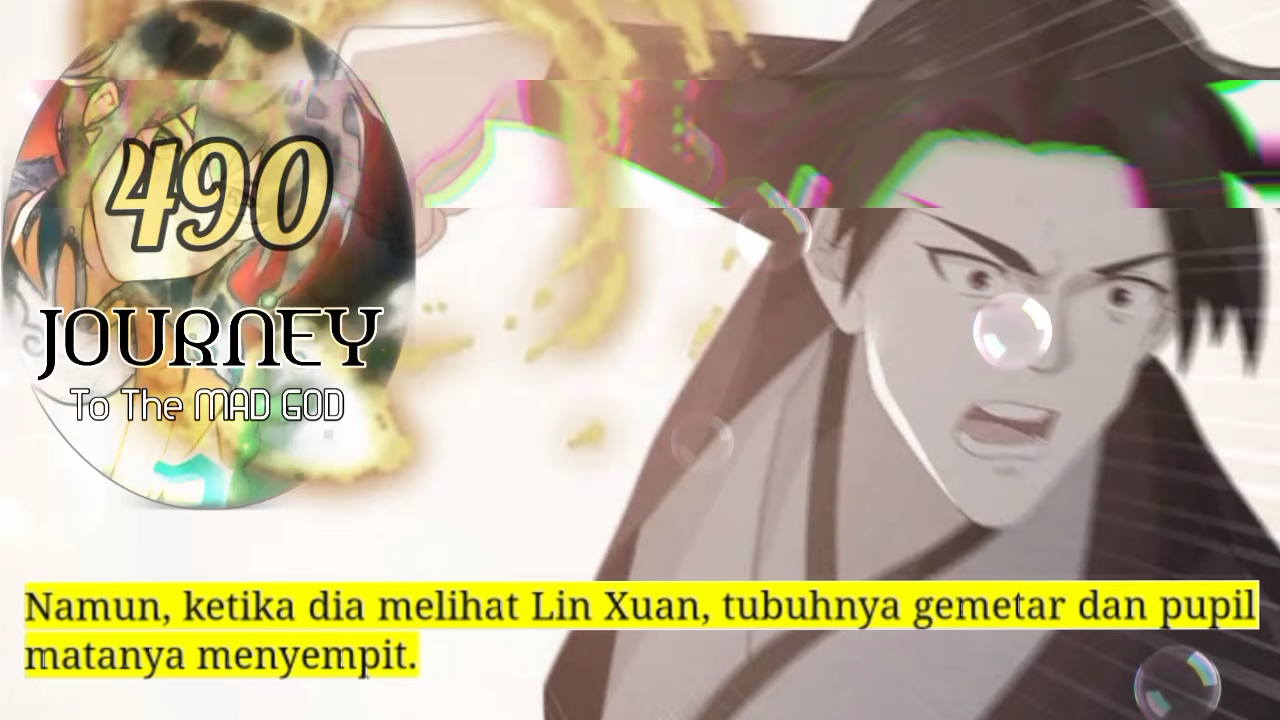 490
JOURNEY
To The MAD GOD
Namun, ketika dia melihat Lin Xuan, tubuhnya gemetar dan pupil
matanya menyempit.